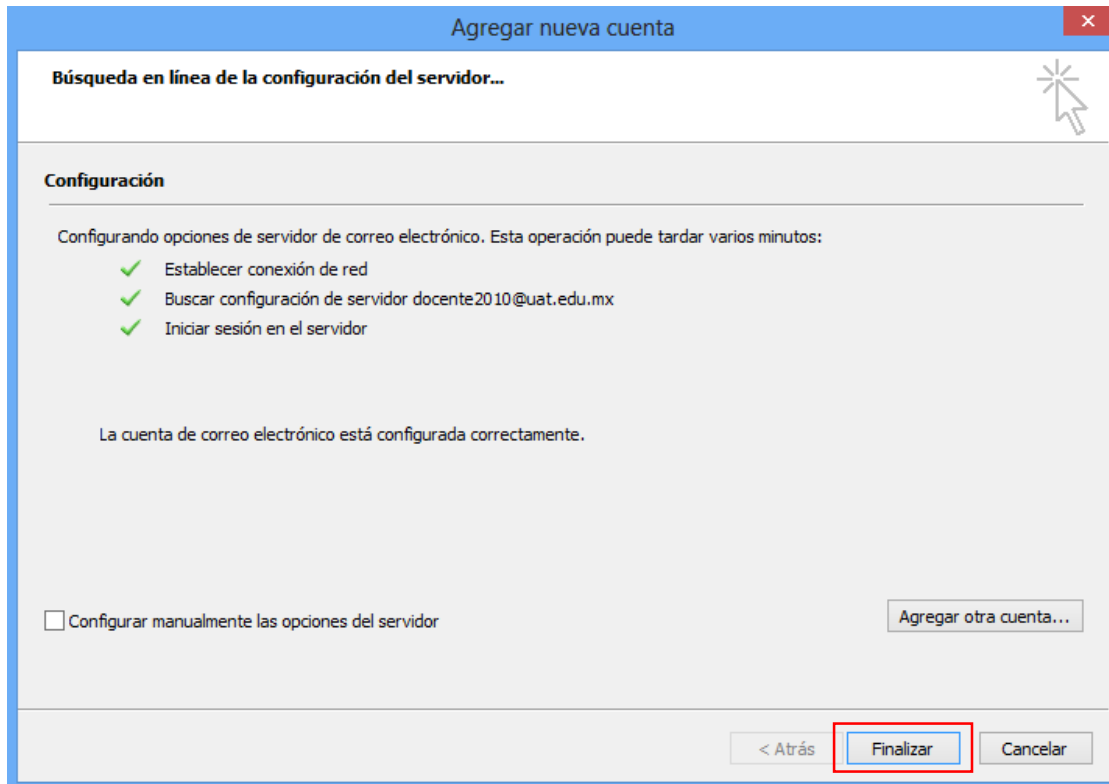 Agregar nueva cuenta
Búsqueda en línea de la configuración del servidor...
Configuración
Configurando opciones de servidor de correo electrónico. Esta operación puede tardar varios minutos:
Establecer conexión de red
Buscar configuración de servidor docente2010@uat.edu.mx
Iniciar sesión en el servidor
La cuenta de correo electrónico está configurada correctamente.
Configurar manualmente las opciones del servidor
Agregar otra cuenta...
< Atrás
Finalizar
Cancelar